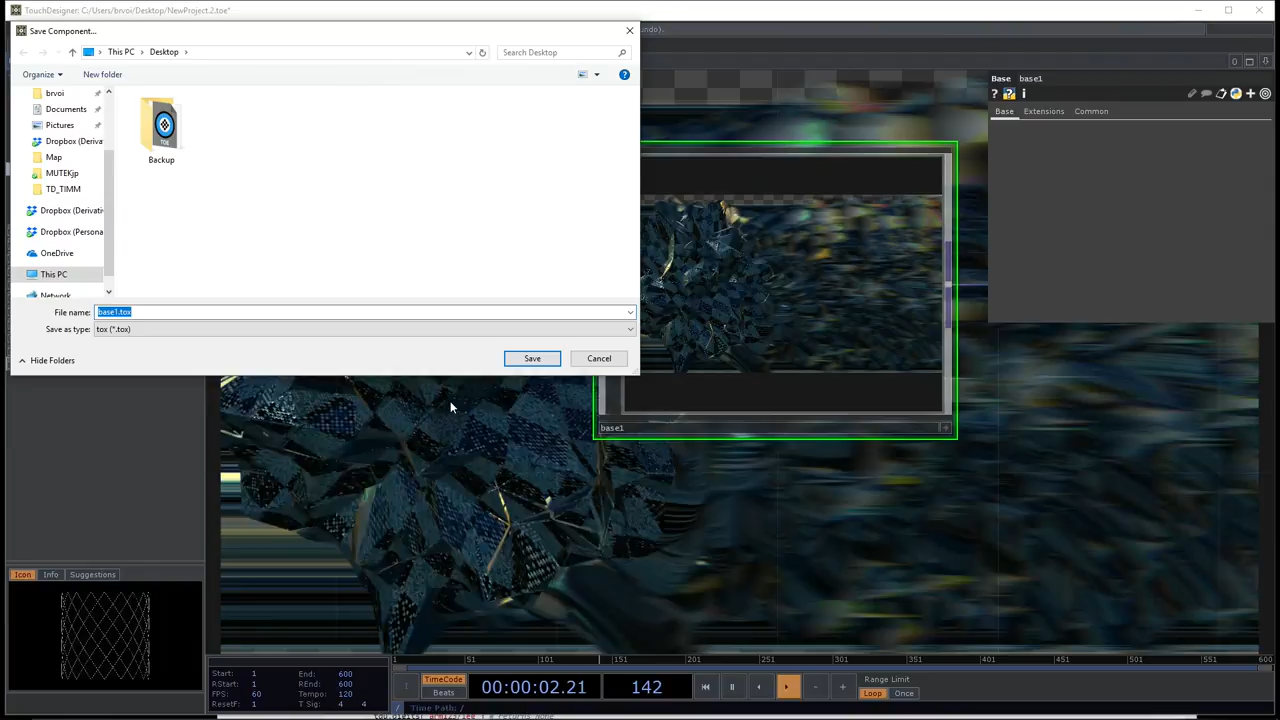 TouchDesigner: C:/Users/brvoi/Desktop/NewProject.2.toe*
Save Component...
This PC
Desktop
Search Desktop
Organize
New folder
brvoi
Documents
Pictures
Dropbox (Deriva
Map
MUTEKjp
TD_TIMM
Dropbox (Derivati
Dropbox (Persona
OneDrive
This PC
Network
Backup
File name:
base1.tox
Save as type:
tox (*.tox)
Hide Folders
Save
Cancel
undo).
0
Base base1
? ? i
Base Extensions Common
base1
Icon Info Suggestions
1 51 101 151 201 251 301 351 401 451 501 551 600
Start: 1 End: 600
RStart: 1 REnd: 600
FPS: 60 Tempo: 120
ResetF: 1 T Sig: 4 4
TimeCode
Beats
00:00:02.21
142
Range Limit
Loop Once
/ Time Path: /